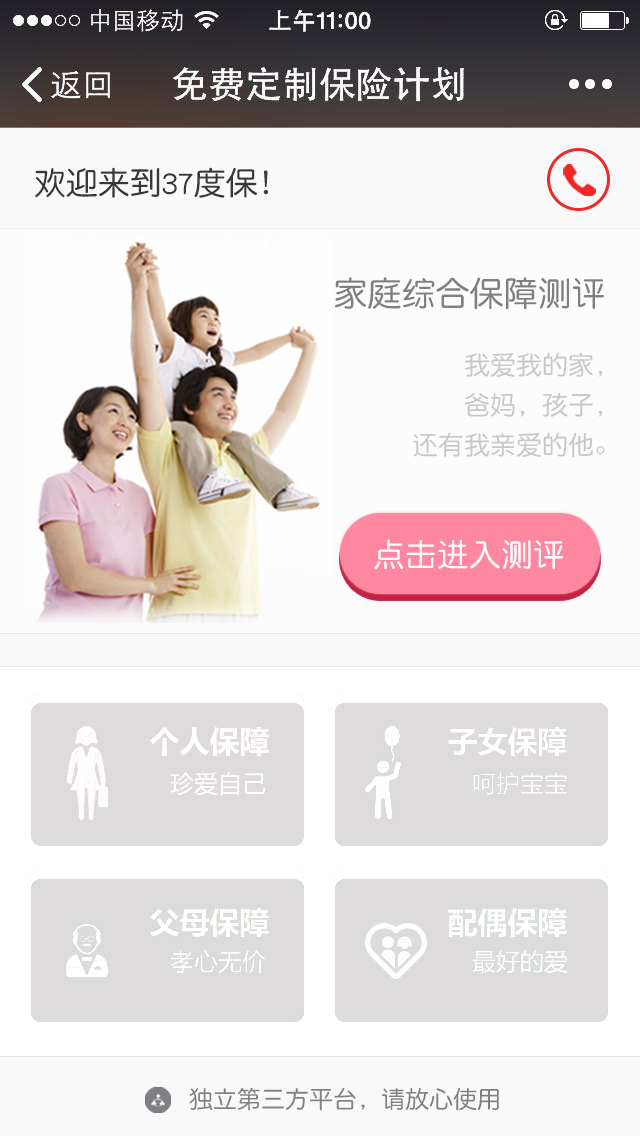 中国移动 上午11:00
返回 免费定制保险计划
欢迎来到37度保！
家庭综合保障测评
我爱我的家，
爸妈，孩子，
还有我亲爱的他。
点击进入测评
个人保障
珍爱自己
子女保障
呵护宝宝
父母保障
孝心无价
配偶保障
最好的爱
独立第三方平台，请放心使用